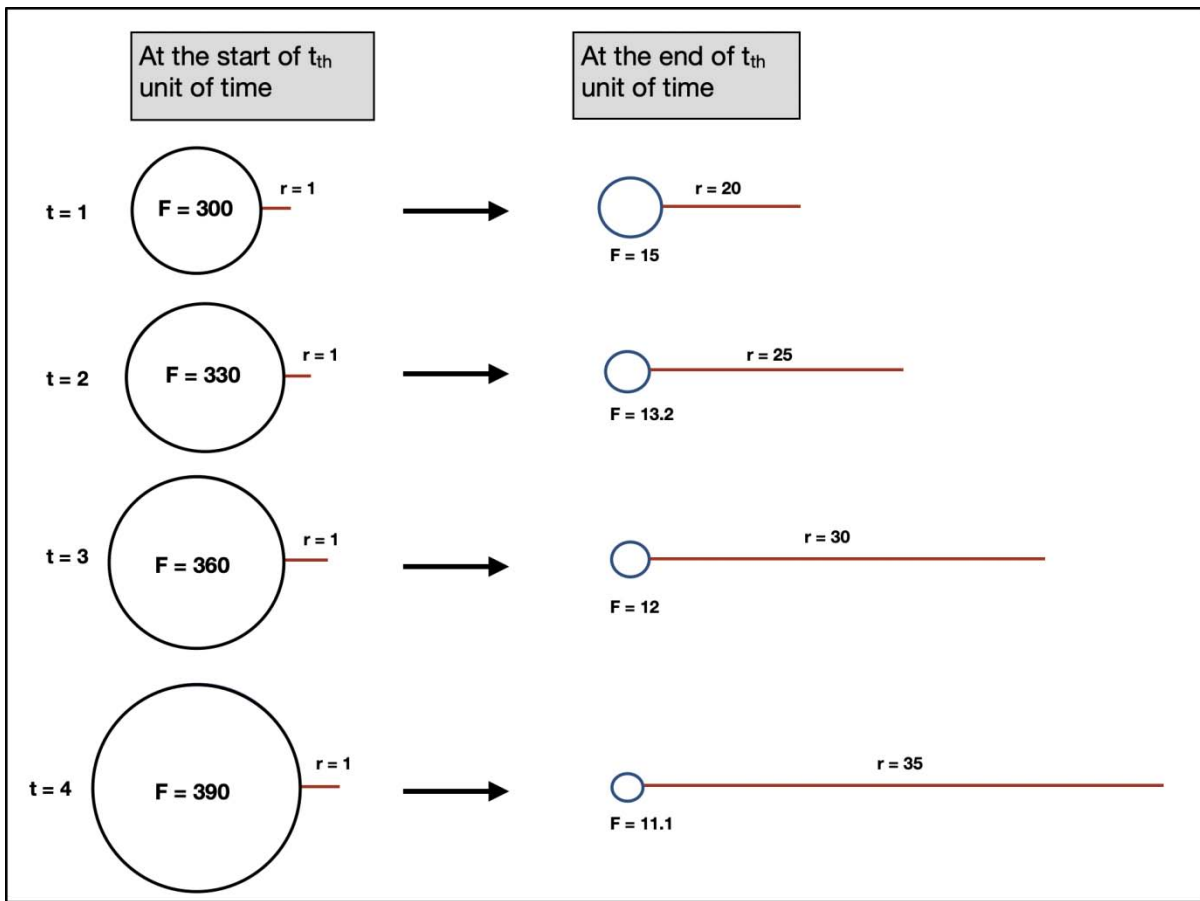 At the start of tth
unit of time
At the end of tth
unit of time
t = 1
F = 300
r = 1
r = 20
F = 15
t = 2
F = 330
r = 1
r = 25
F = 13.2
t = 3
F = 360
r = 1
r = 30
F = 12
t = 4
F = 390
r = 1
r = 35
F = 11.1